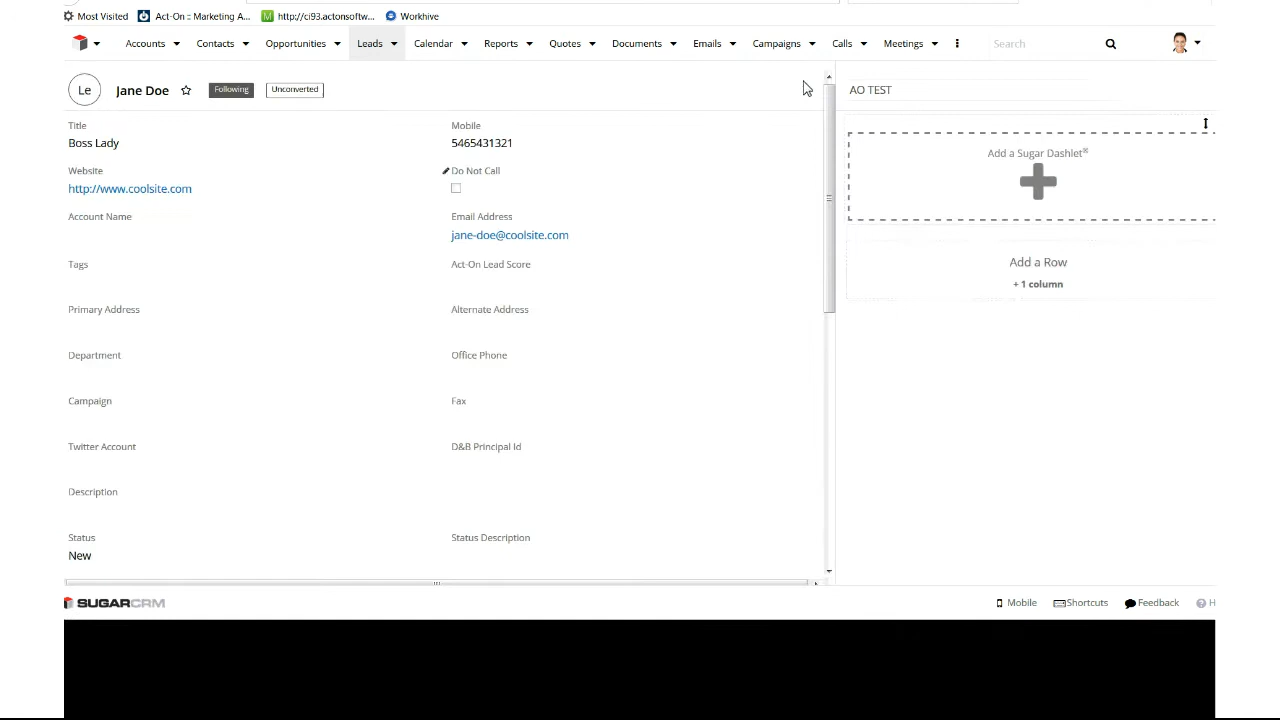 Most Visited Act-On :: Marketing A... http://ci93.actonsoftw... Workhive
Accounts Contacts Opportunities Leads Calendar Reports Quotes Documents Emails Campaigns Calls Meetings Search
Le Jane Doe Following Unconverted
Title Mobile
Boss Lady 5465431321
Website Do Not Call
http://www.coolsite.com
Account Name Email Address
jane-doe@coolsite.com
Tags Act-On Lead Score
Primary Address Alternate Address
Department Office Phone
Campaign Fax
Twitter Account D&B Principal Id
Description
Status Status Description
New
AO TEST
Add a Sugar Dashlet®
Add a Row
+ 1 column
SUGARCRM Mobile Shortcuts Feedback H